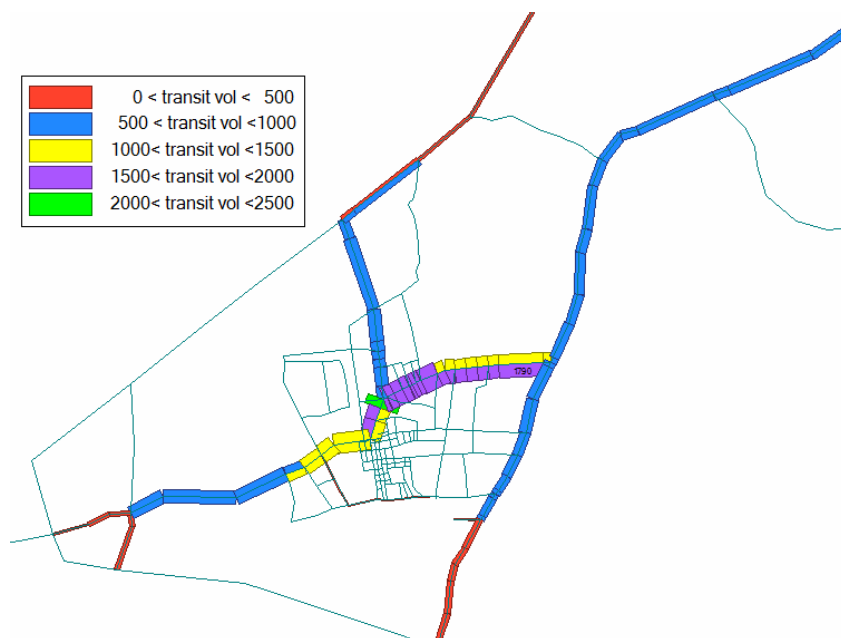 0 < transit vol < 500
500 < transit vol <1000
1000< transit vol <1500
1500< transit vol <2000
2000< transit vol <2500
1790